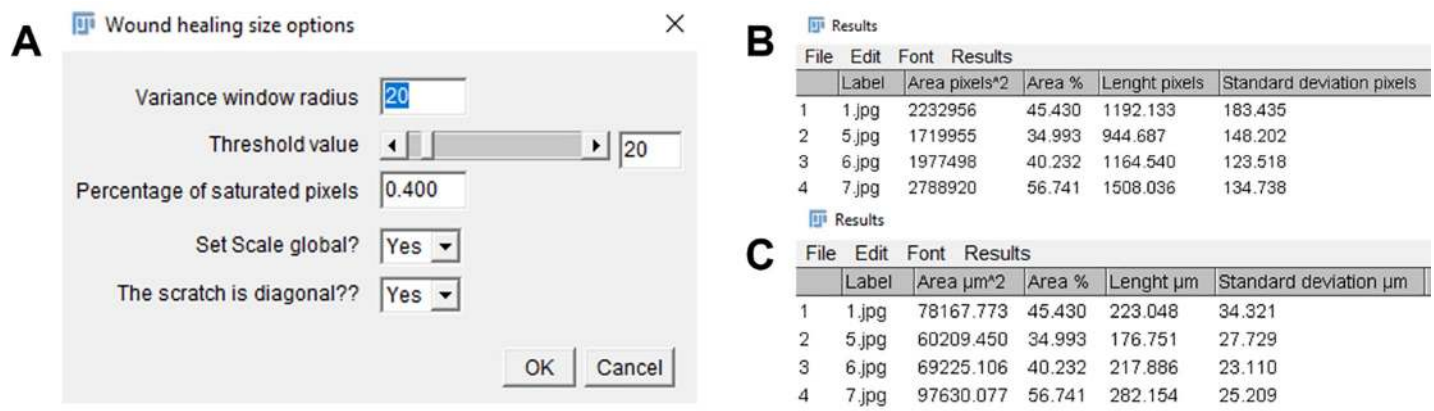 A
Wound healing size options
Variance window radius 20
Threshold value 20
Percentage of saturated pixels 0.400
Set Scale global? Yes
The scratch is diagonal?? Yes
OK Cancel
B
Results
File Edit Font Results
Label Area pixels^2 Area % Lenght pixels Standard deviation pixels
1 1.jpg 2232956 45.430 1192.133 183.435
2 5.jpg 1719955 34.993 944.687 148.202
3 6.jpg 1977498 40.232 1164.540 123.518
4 7.jpg 2788920 56.741 1508.036 134.738
C
Results
File Edit Font Results
Label Area µm^2 Area % Lenght µm Standard deviation µm
1 1.jpg 78167.773 45.430 223.048 34.321
2 5.jpg 60209.450 34.993 176.751 27.729
3 6.jpg 69225.106 40.232 217.886 23.110
4 7.jpg 97630.077 56.741 282.154 25.209